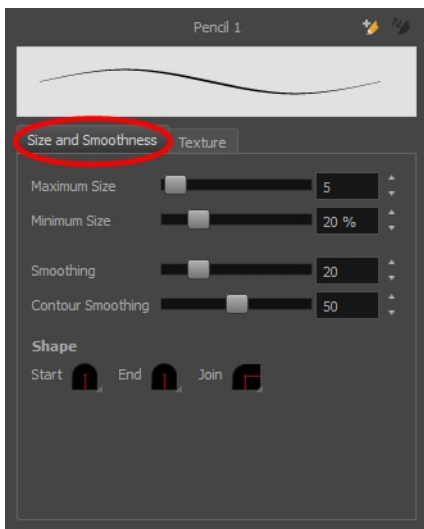 Pencil 1
Size and Smoothness Texture
Maximum Size 5
Minimum Size 20 %
Smoothing 20
Contour Smoothing 50
Shape
Start End Join